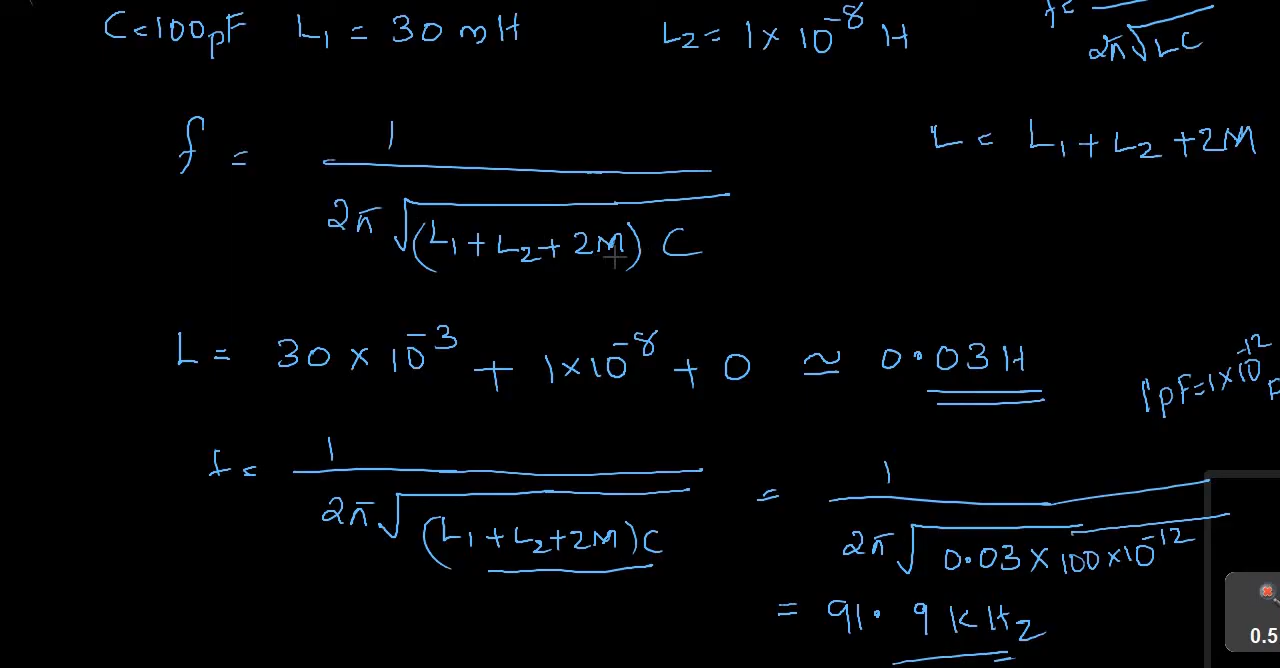 C = 100pF L₁ = 30 mH L₂ = 1 × 10⁻⁸ H
2π√LC
f = 1 / 2π√(L₁ + L₂ + 2M) C
L = L₁ + L₂ + 2M
L = 30 × 10⁻³ + 1 × 10⁻⁸ + 0 ≃ 0.03 H
1 pF = 1 × 10⁻¹²
f = 1 / 2π√(L₁ + L₂ + 2M) C = 1 / 2π√0.03 × 100 × 10⁻¹²
= 91.9 KHz
0.5